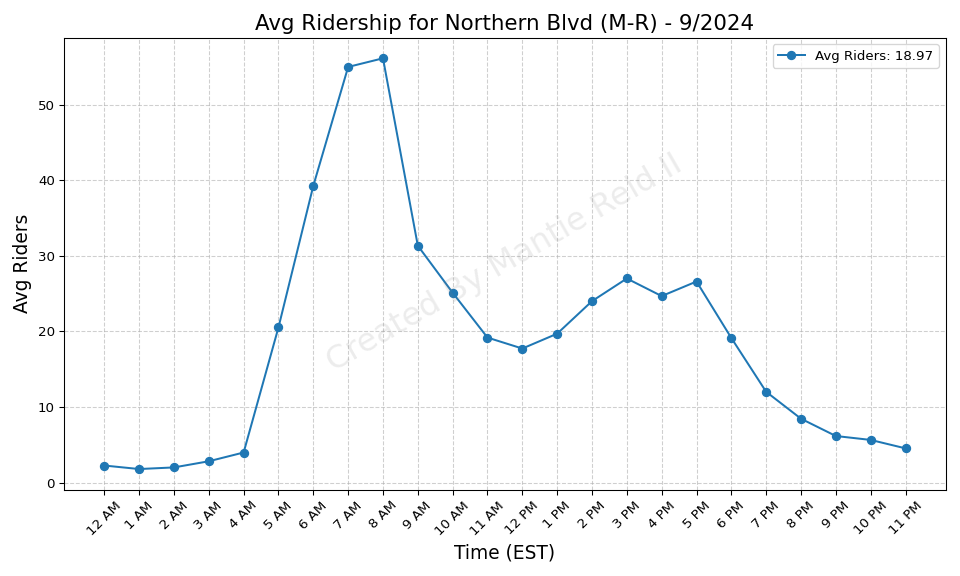 Avg Ridership for Northern Blvd (M-R) - 9/2024
Avg Riders: 18.97
Avg Riders
50
40
30
20
10
0
Created By Mantie Reid II
12 AM
1 AM
2 AM
3 AM
4 AM
5 AM
6 AM
7 AM
8 AM
9 AM
10 AM
11 AM
12 PM
1 PM
2 PM
3 PM
4 PM
5 PM
6 PM
7 PM
8 PM
9 PM
10 PM
11 PM
Time (EST)